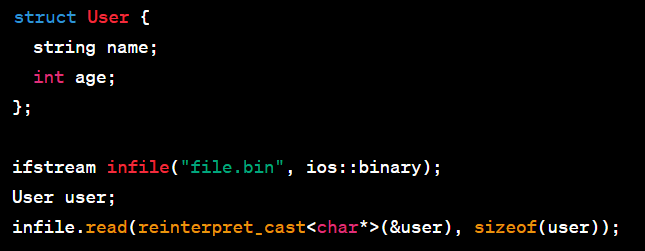 struct User {
  string name;
  int age;
};

ifstream infile("file.bin", ios::binary);
User user;
infile.read(reinterpret_cast<char*>(&user), sizeof(user));